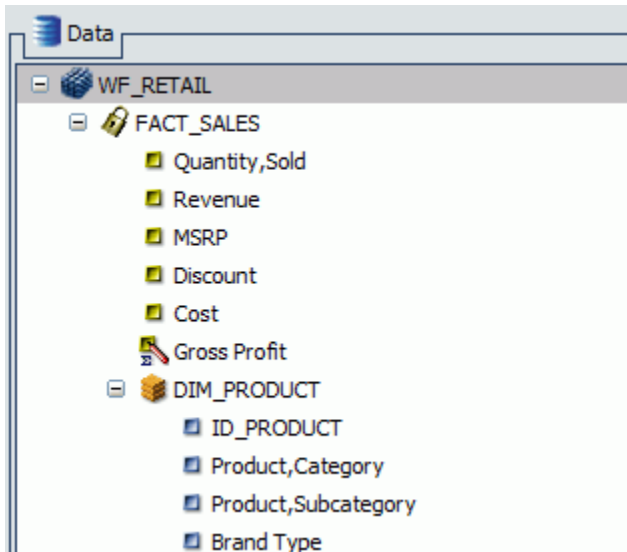 Data
WF_RETAIL
FACT_SALES
Quantity,Sold
Revenue
MSRP
Discount
Cost
Gross Profit
DIM_PRODUCT
ID_PRODUCT
Product,Category
Product,Subcategory
Brand Type